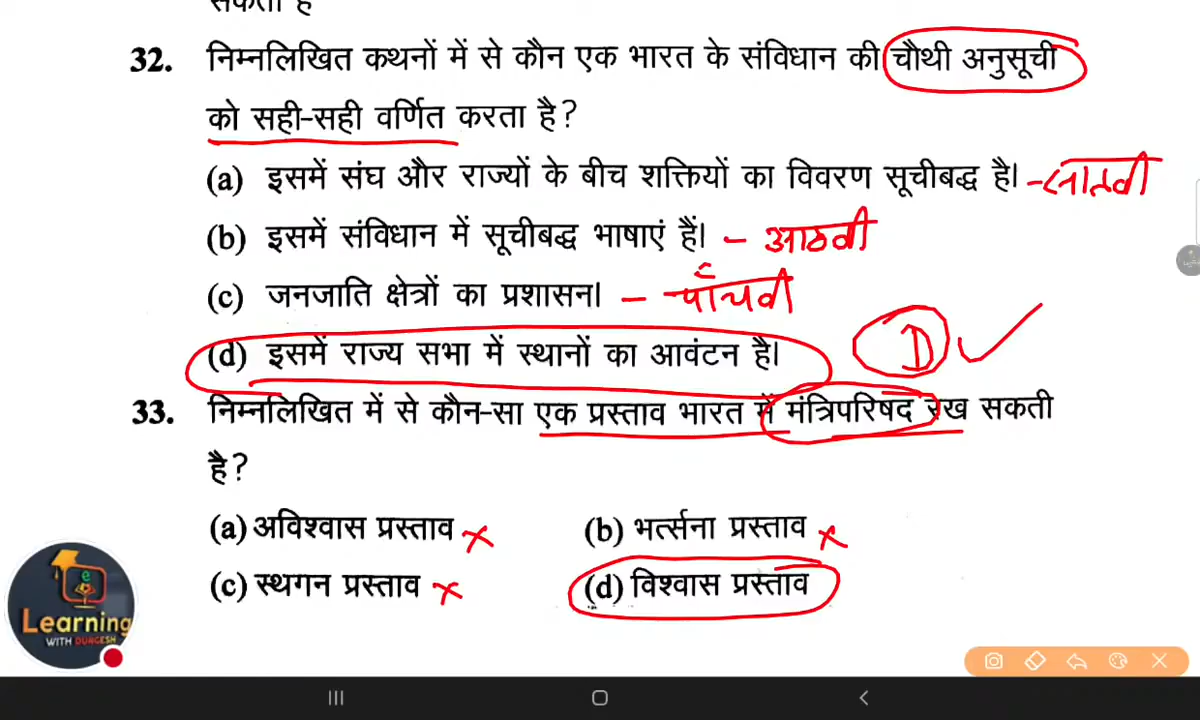 सकती है
32. निम्नलिखित कथनों में से कौन एक भारत के संविधान की चौथी अनुसूची
को सही-सही वर्णित करता है?
(a) इसमें संघ और राज्यों के बीच शक्तियों का विवरण सूचीबद्ध है। - सातवी
(b) इसमें संविधान में सूचीबद्ध भाषाएं हैं। - आठवी
(c) जनजाति क्षेत्रों का प्रशासन। - पाँचवी
(d) इसमें राज्य सभा में स्थानों का आवंटन है। D
33. निम्नलिखित में से कौन-सा एक प्रस्ताव भारत में मंत्रिपरिषद रख सकती
है?
(a) अविश्वास प्रस्ताव (b) भर्त्सना प्रस्ताव
(c) स्थगन प्रस्ताव (d) विश्वास प्रस्ताव
e
Learning
WITH DURGESH